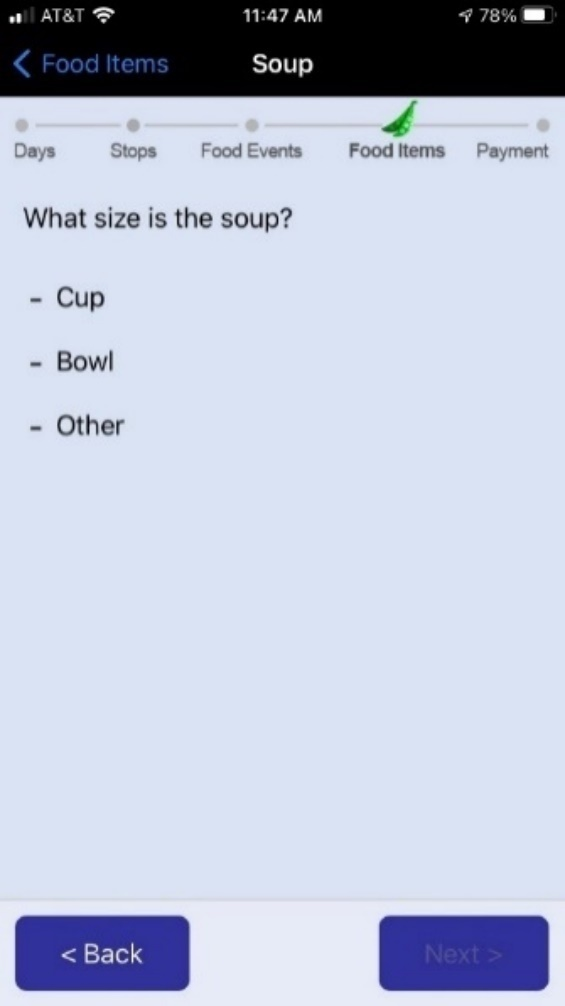 AT&T 11:47 AM 78%
Food Items Soup
Days Stops Food Events Food Items Payment
What size is the soup?
- Cup
- Bowl
- Other
< Back Next >